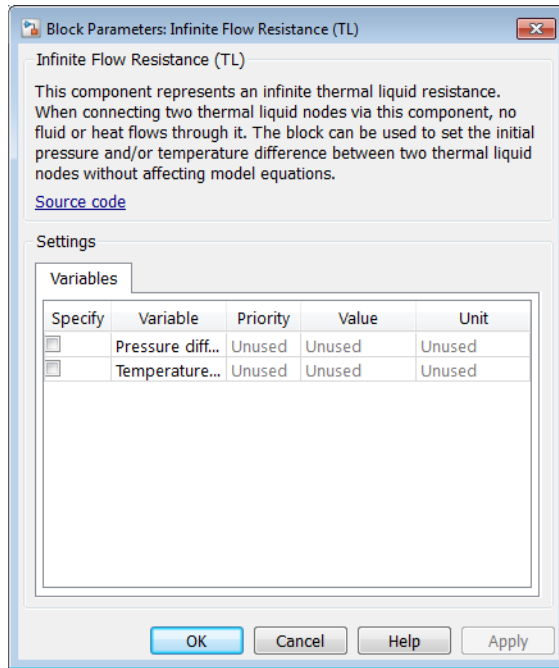 Block Parameters: Infinite Flow Resistance (TL)
Infinite Flow Resistance (TL)
This component represents an infinite thermal liquid resistance.
When connecting two thermal liquid nodes via this component, no
fluid or heat flows through it. The block can be used to set the initial
pressure and/or temperature difference between two thermal liquid
nodes without affecting model equations.
Source code
Settings
Variables
Specify Variable Priority Value Unit
Pressure diff... Unused Unused Unused
Temperature... Unused Unused Unused
OK Cancel Help Apply